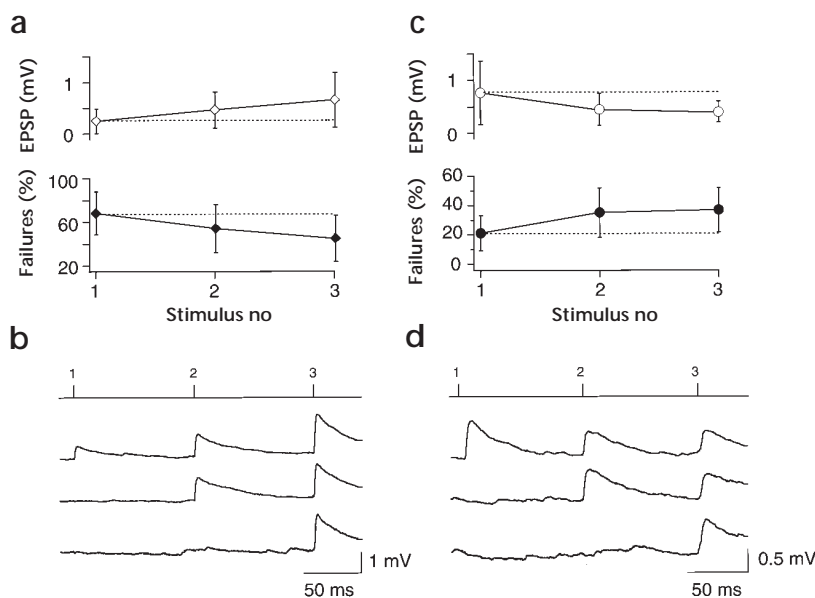 a
EPSP (mV)
1
0
Failures (%)
100
60
20
1 2 3
Stimulus no
c
EPSP (mV)
1
0
Failures (%)
60
40
20
0
1 2 3
Stimulus no
b
1 2 3
1 mV
50 ms
d
1 2 3
0.5 mV
50 ms